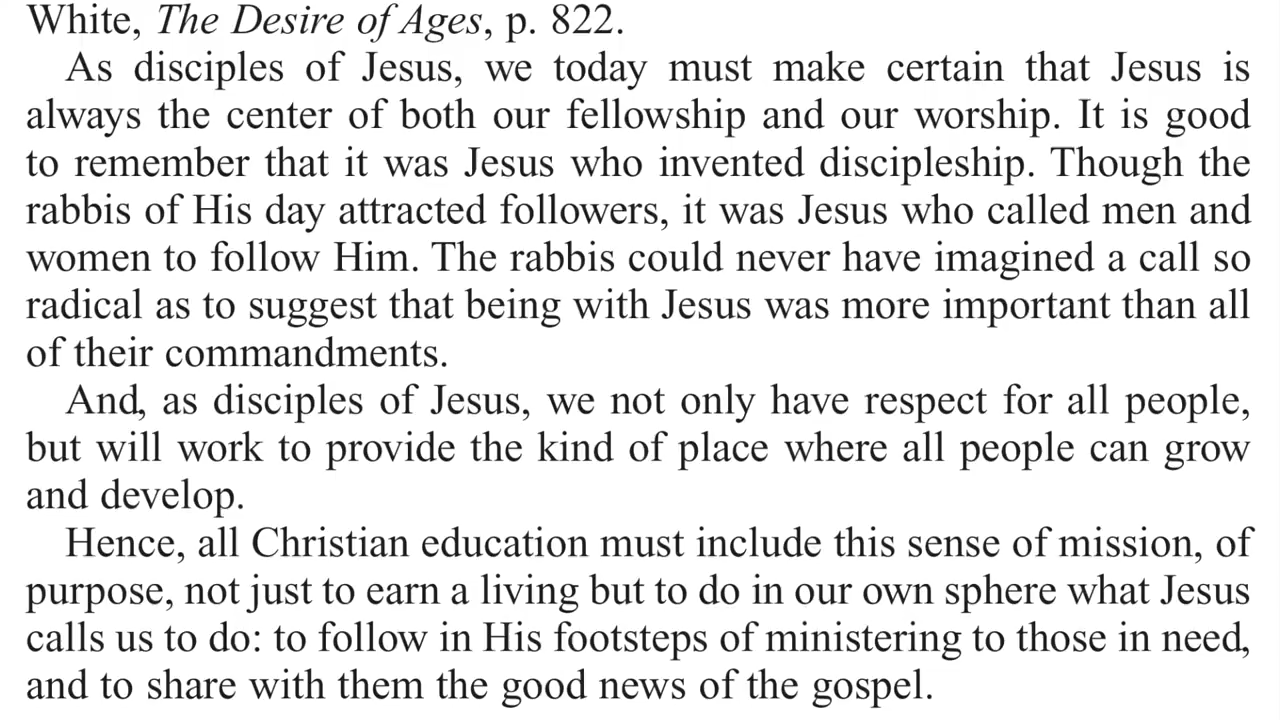 White, The Desire of Ages, p. 822.
As disciples of Jesus, we today must make certain that Jesus is
always the center of both our fellowship and our worship. It is good
to remember that it was Jesus who invented discipleship. Though the
rabbis of His day attracted followers, it was Jesus who called men and
women to follow Him. The rabbis could never have imagined a call so
radical as to suggest that being with Jesus was more important than all
of their commandments.
And, as disciples of Jesus, we not only have respect for all people,
but will work to provide the kind of place where all people can grow
and develop.
Hence, all Christian education must include this sense of mission, of
purpose, not just to earn a living but to do in our own sphere what Jesus
calls us to do: to follow in His footsteps of ministering to those in need,
and to share with them the good news of the gospel.